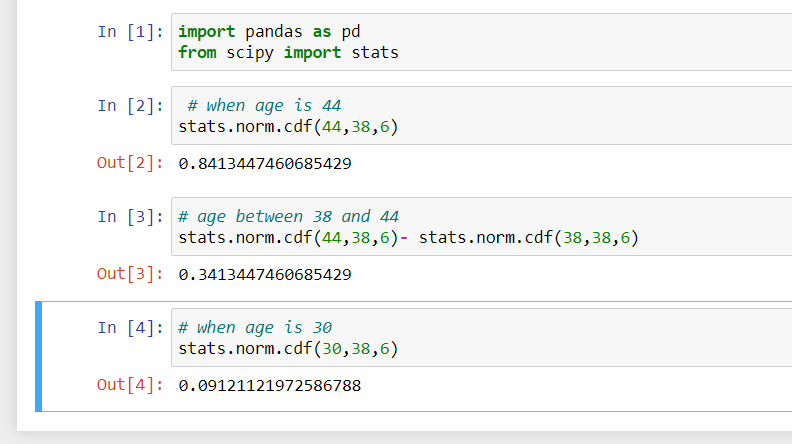 In [1]: import pandas as pd
from scipy import stats
In [2]: # when age is 44
stats.norm.cdf(44,38,6)
Out[2]: 0.8413447460685429
In [3]: # age between 38 and 44
stats.norm.cdf(44,38,6)- stats.norm.cdf(38,38,6)
Out[3]: 0.3413447460685429
In [4]: # when age is 30
stats.norm.cdf(30,38,6)
Out[4]: 0.09121121972586788